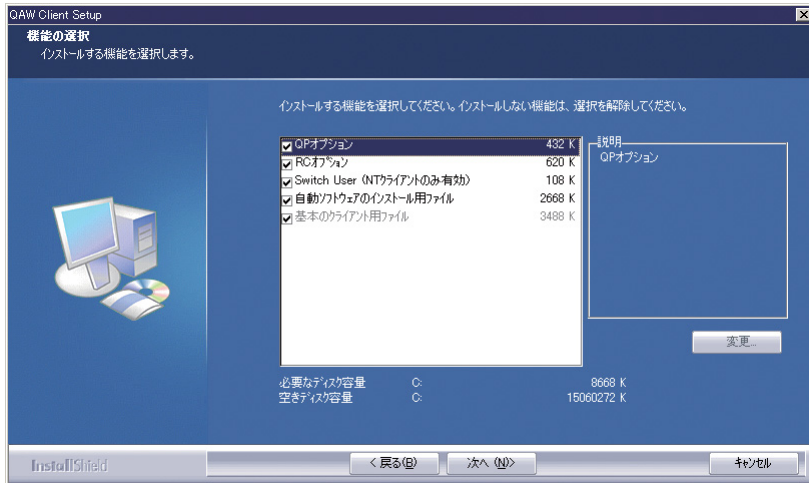 QAW Client Setup
機能の選択
インストールする機能を選択します。
インストールする機能を選択してください。インストールしない機能は、選択を解除してください。
QPオプション 432 K
RCオプション 620 K
Switch User (NTクライアントのみ有効) 108 K
自動ソフトウェアのインストール用ファイル 2668 K
基本のクライアント用ファイル 3488 K
説明
QPオプション
変更...
必要なディスク容量 C: 8668 K
空きディスク容量 C: 15060272 K
InstallShield
< 戻る(B)
次へ (N)>
キャンセル